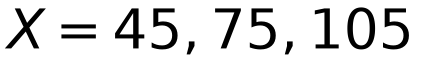 X = 45, 75, 105